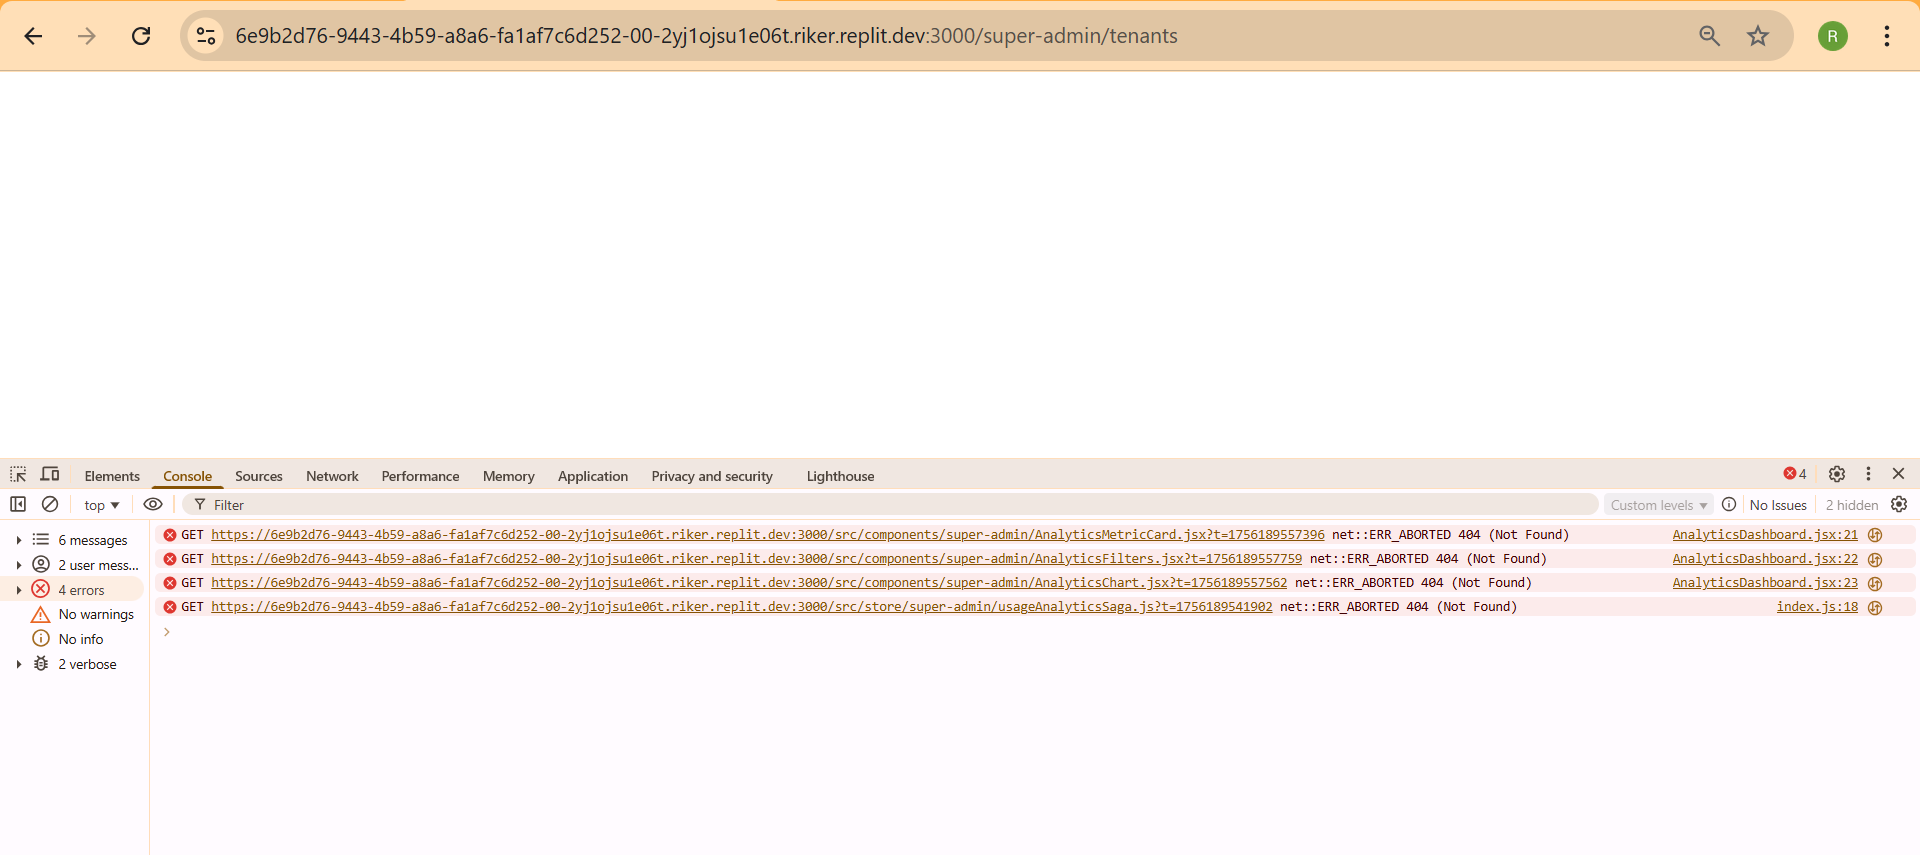 6e9b2d76-9443-4b59-a8a6-fa1af7c6d252-00-2yj1ojsu1e06t.riker.replit.dev:3000/super-admin/tenants
R
Elements Console Sources Network Performance Memory Application Privacy and security Lighthouse 4
top Filter Custom levels No Issues 2 hidden
6 messages
2 user mess...
4 errors
No warnings
No info
2 verbose
GET https://6e9b2d76-9443-4b59-a8a6-fa1af7c6d252-00-2yj1ojsu1e06t.riker.replit.dev:3000/src/components/super-admin/AnalyticsMetricCard.jsx?t=1756189557396 net::ERR_ABORTED 404 (Not Found) AnalyticsDashboard.jsx:21
GET https://6e9b2d76-9443-4b59-a8a6-fa1af7c6d252-00-2yj1ojsu1e06t.riker.replit.dev:3000/src/components/super-admin/AnalyticsFilters.jsx?t=1756189557759 net::ERR_ABORTED 404 (Not Found) AnalyticsDashboard.jsx:22
GET https://6e9b2d76-9443-4b59-a8a6-fa1af7c6d252-00-2yj1ojsu1e06t.riker.replit.dev:3000/src/components/super-admin/AnalyticsChart.jsx?t=1756189557562 net::ERR_ABORTED 404 (Not Found) AnalyticsDashboard.jsx:23
GET https://6e9b2d76-9443-4b59-a8a6-fa1af7c6d252-00-2yj1ojsu1e06t.riker.replit.dev:3000/src/store/super-admin/usageAnalyticsSaga.js?t=1756189541902 net::ERR_ABORTED 404 (Not Found) index.js:18